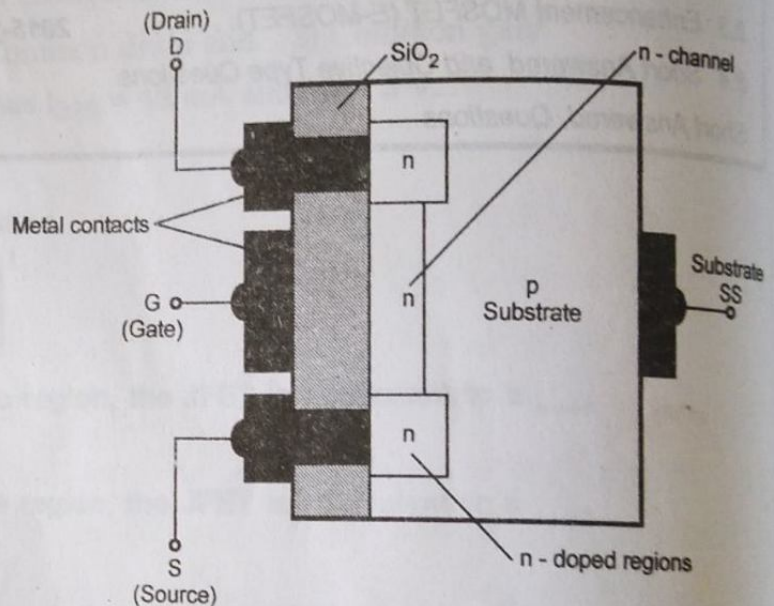 (Drain)
D
SiO2
n - channel
n
Metal contacts
n
p
Substrate
Substrate
SS
G
(Gate)
n
S
(Source)
n - doped regions